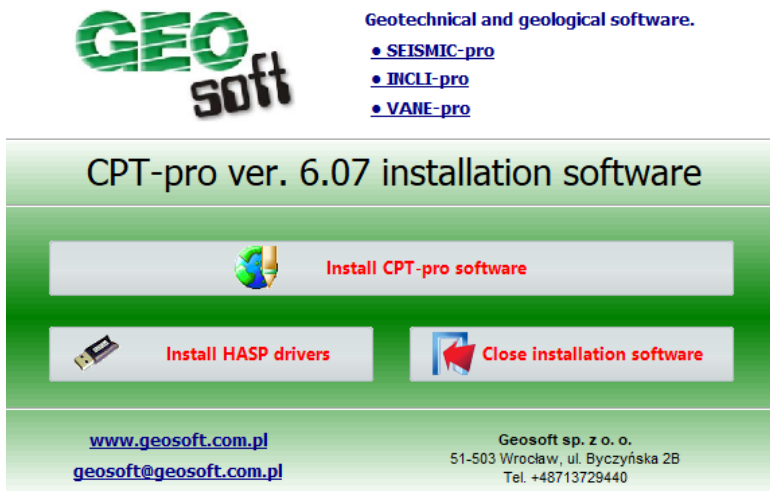 GEO
soft
Geotechnical and geological software.
• SEISMIC-pro
• INCLI-pro
• VANE-pro
CPT-pro ver. 6.07 installation software
Install CPT-pro software
Install HASP drivers
Close installation software
www.geosoft.com.pl
geosoft@geosoft.com.pl
Geosoft sp. z o. o.
51-503 Wrocław, ul. Byczyńska 2B
Tel. +48713729440